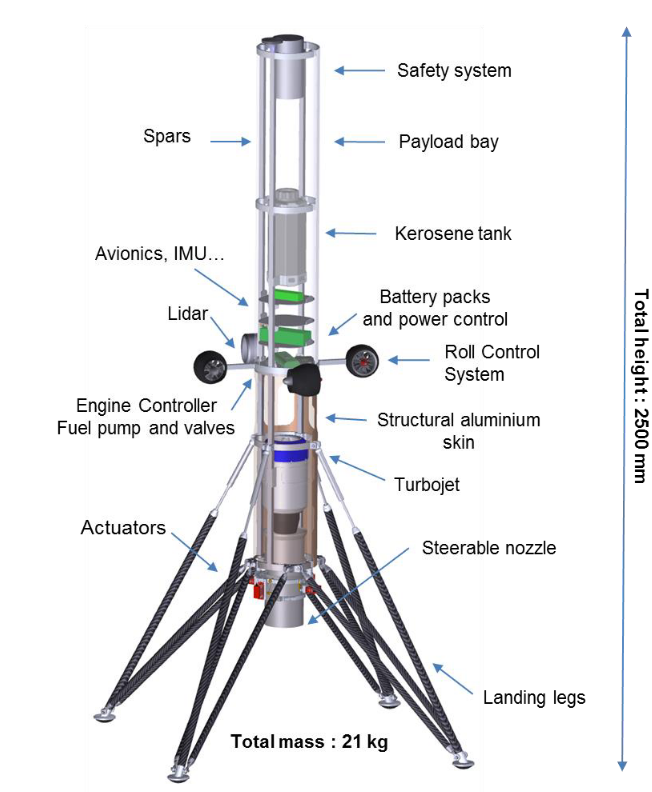 Safety system
Spars
Payload bay
Kerosene tank
Avionics, IMU…
Battery packs
and power control
Lidar
Roll Control
System
Engine Controller
Fuel pump and valves
Structural aluminium
skin
Turbojet
Actuators
Steerable nozzle
Landing legs
Total mass : 21 kg
Total height : 2500 mm